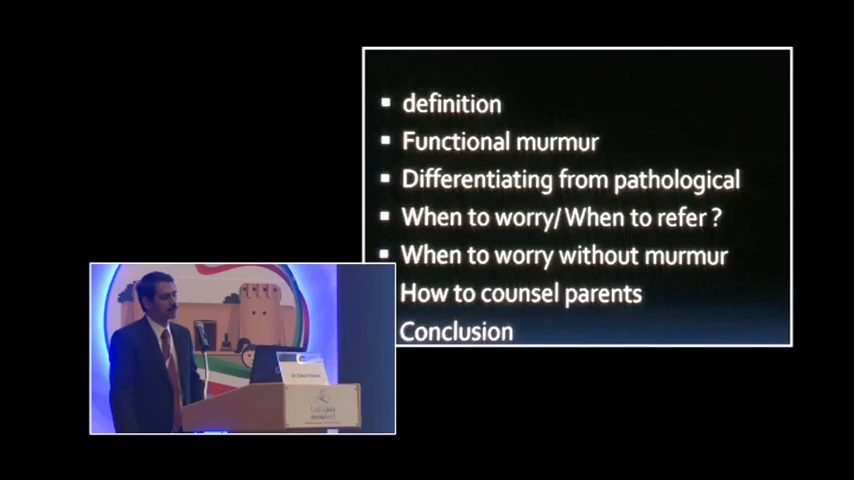 definition
Functional murmur
Differentiating from pathological
When to worry/ When to refer ?
When to worry without murmur
How to counsel parents
Conclusion